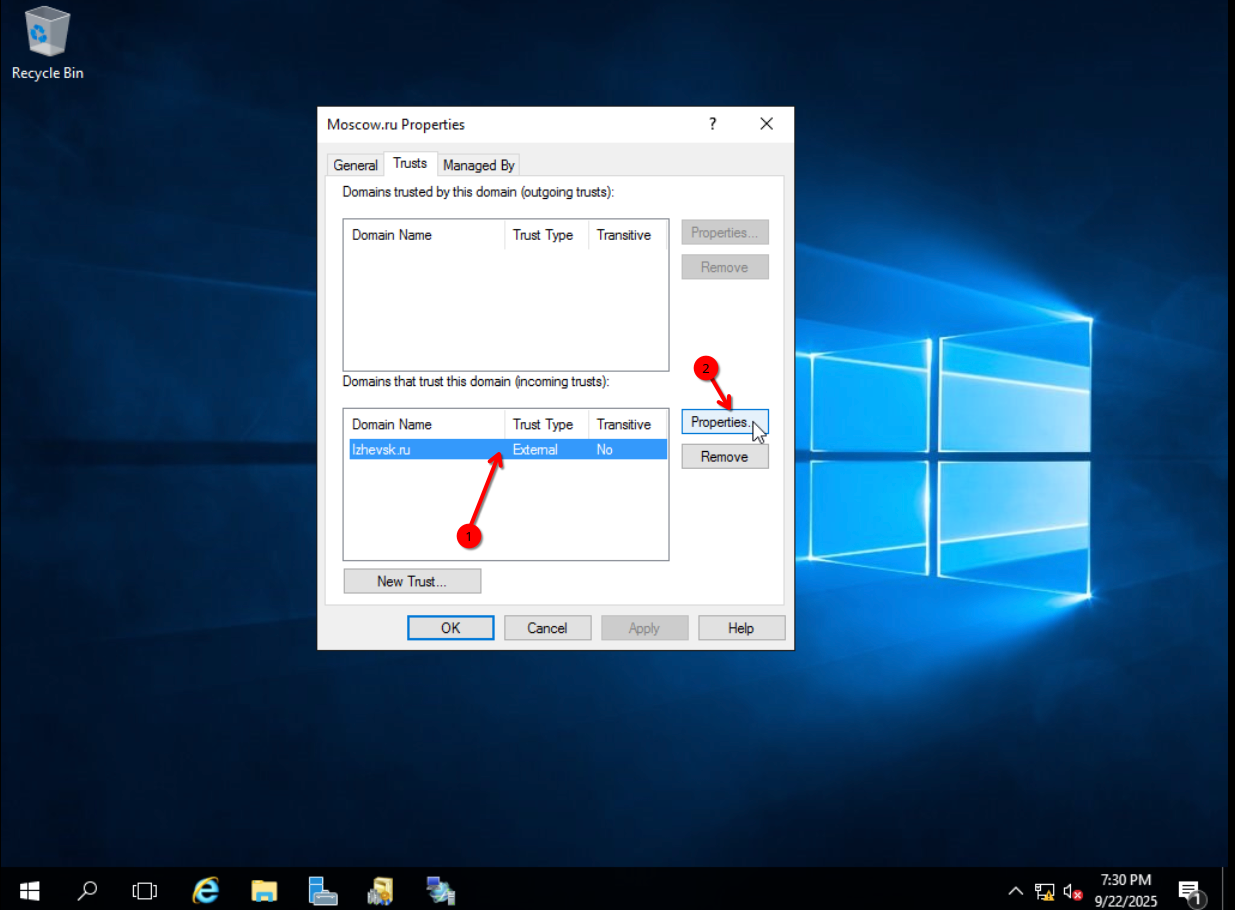 Recycle Bin
Moscow.ru Properties
?
General Trusts Managed By
Domains trusted by this domain (outgoing trusts):
Domain Name Trust Type Transitive
Properties...
Remove
2
Domains that trust this domain (incoming trusts):
Domain Name Trust Type Transitive
Properties...
Izhevsk.ru External No
Remove
1
New Trust...
OK Cancel Apply Help
7:30 PM
9/22/2025
1